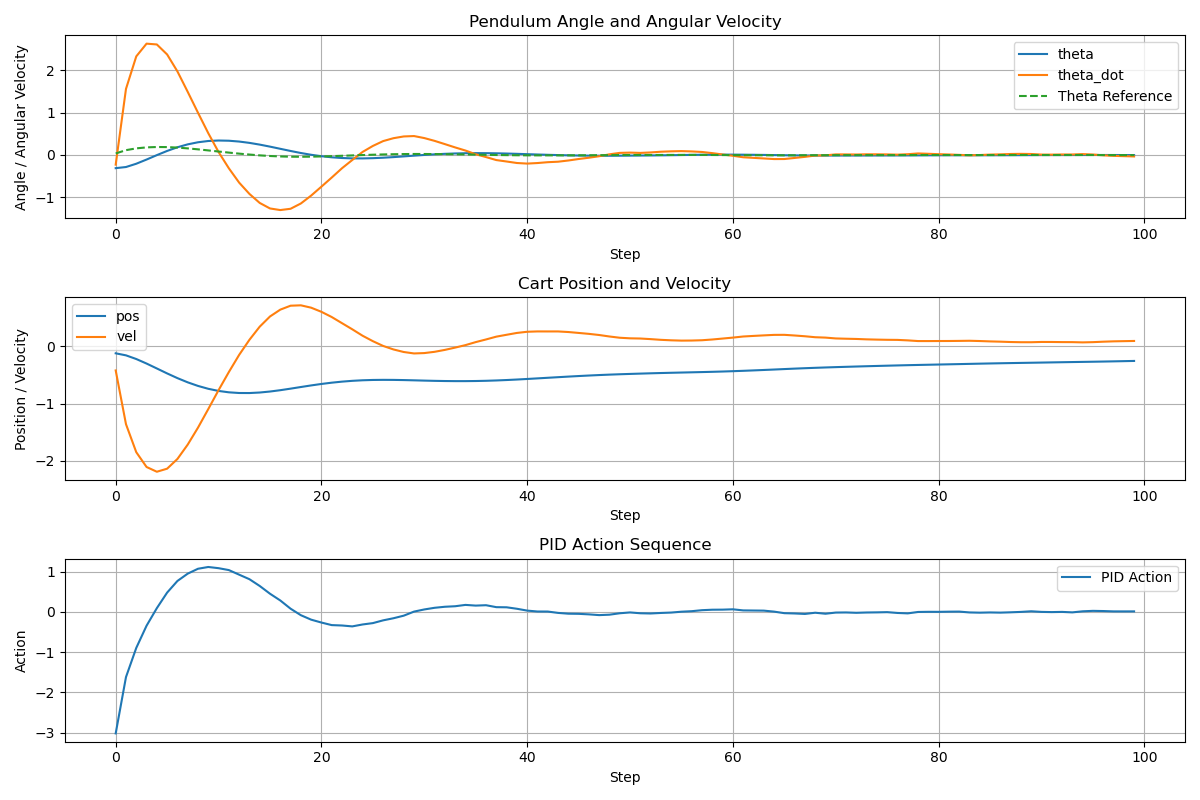 Pendulum Angle and Angular Velocity
Angle / Angular Velocity
2
1
0
−1
theta
theta_dot
Theta Reference
0 20 40 60 80 100
Step
Cart Position and Velocity
Position / Velocity
0
−1
−2
pos
vel
0 20 40 60 80 100
Step
PID Action Sequence
Action
1
0
−1
−2
−3
PID Action
0 20 40 60 80 100
Step